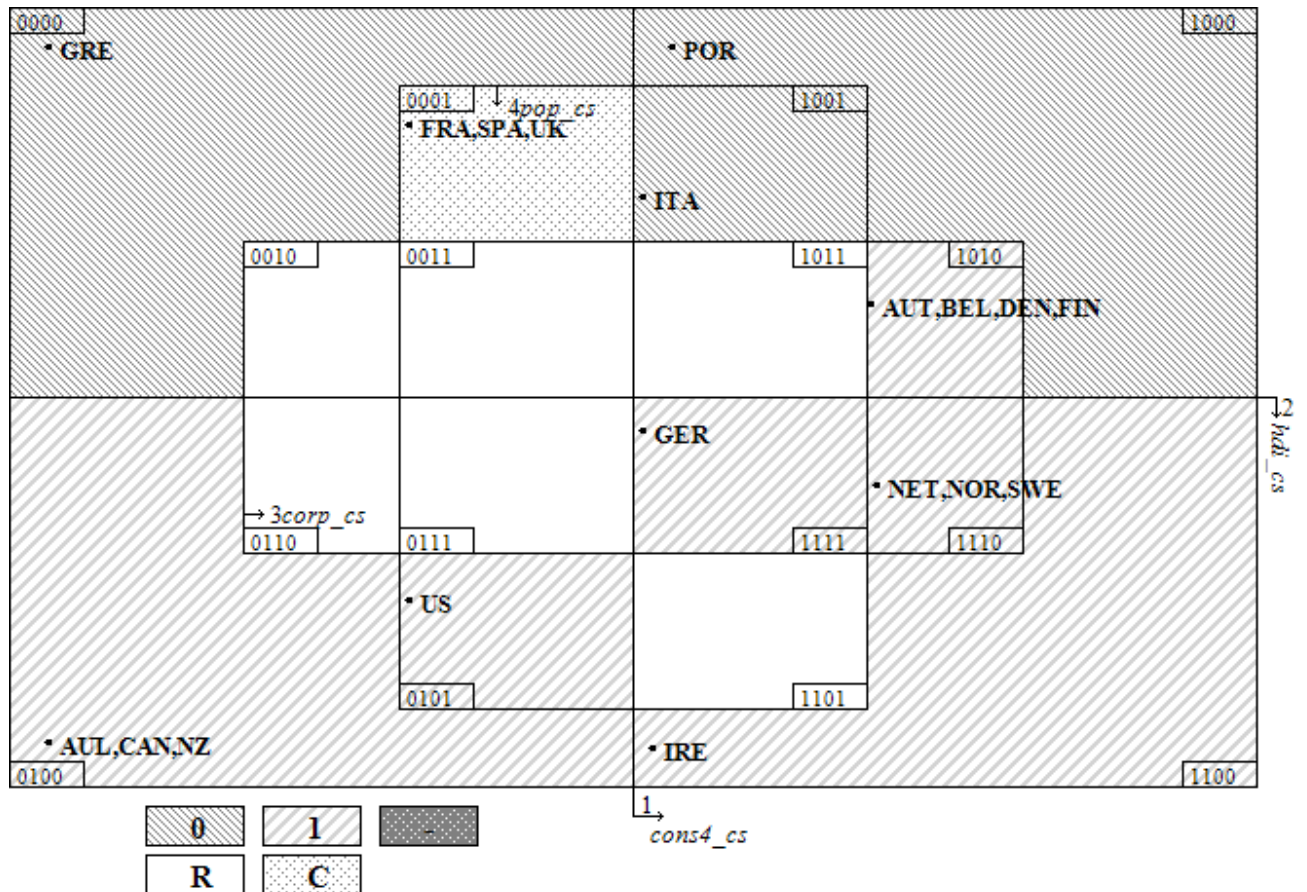 0000
1000
GRE
POR
0001
4pop_cs
1001
FRA,SPA,UK
ITA
0010
0011
1011
1010
AUT,BEL,DEN,FIN
2
hdi_cs
GER
NET,NOR,SWE
3corp_cs
0110
0111
1111
1110
US
0101
1101
AUL,CAN,NZ
IRE
0100
1100
0
1
-
1
cons4_cs
R
C